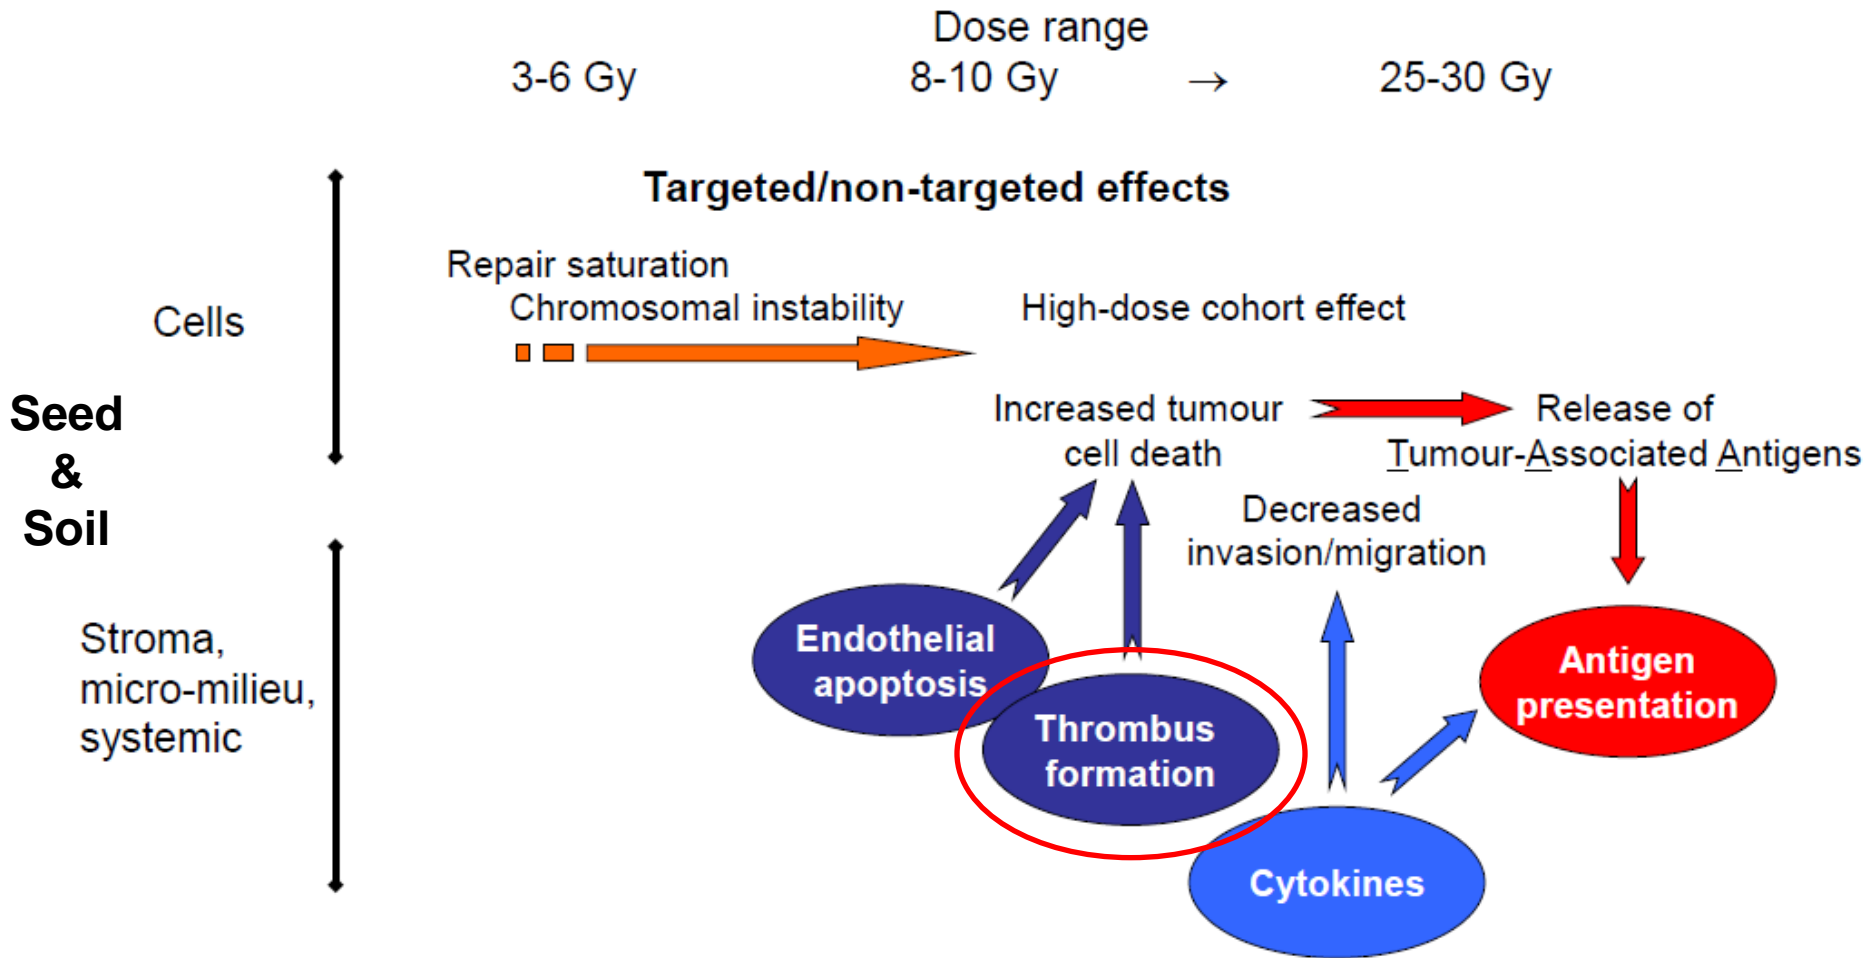 Dose range
3-6 Gy 8-10 Gy → 25-30 Gy
Targeted/non-targeted effects
Repair saturation
Chromosomal instability
High-dose cohort effect
Cells
Seed
&
Soil
Increased tumour
cell death
Release of
Tumour-Associated Antigens
Decreased
invasion/migration
Stroma,
micro-milieu,
systemic
Endothelial
apoptosis
Thrombus
formation
Cytokines
Antigen
presentation